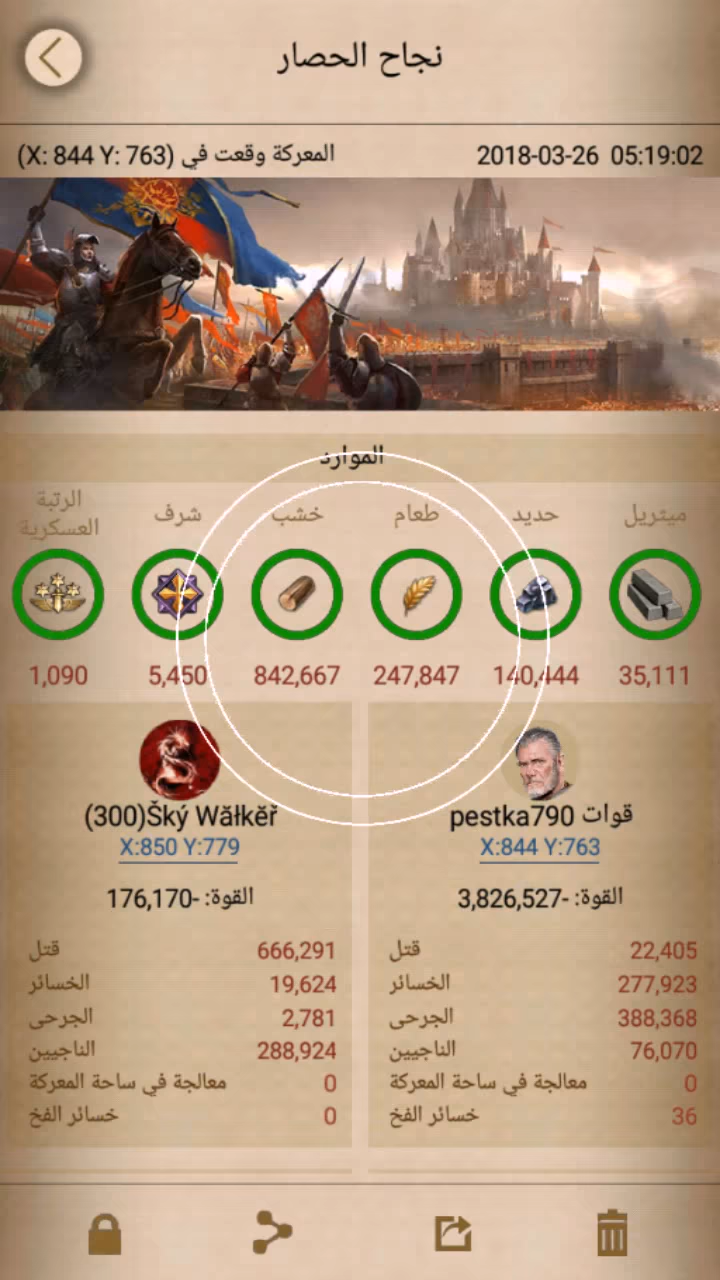 نجاح الحصار
المعركة وقعت في (X: 844 Y: 763)
2018-03-26 05:19:02
الموارد
الرتبة العسكرية
شرف
خشب
طعام
حديد
ميثريل
1,090
5,450
842,667
247,847
140,444
35,111
(300)Šký Wăłkĕř
X:850 Y:779
القوة: -176,170
قتل 666,291
الخسائر 19,624
الجرحى 2,781
الناجيين 288,924
معالجة في ساحة المعركة 0
خسائر الفخ 0
قوات pestka790
X:844 Y:763
القوة: -3,826,527
قتل 22,405
الخسائر 277,923
الجرحى 388,368
الناجيين 76,070
معالجة في ساحة المعركة 0
خسائر الفخ 36